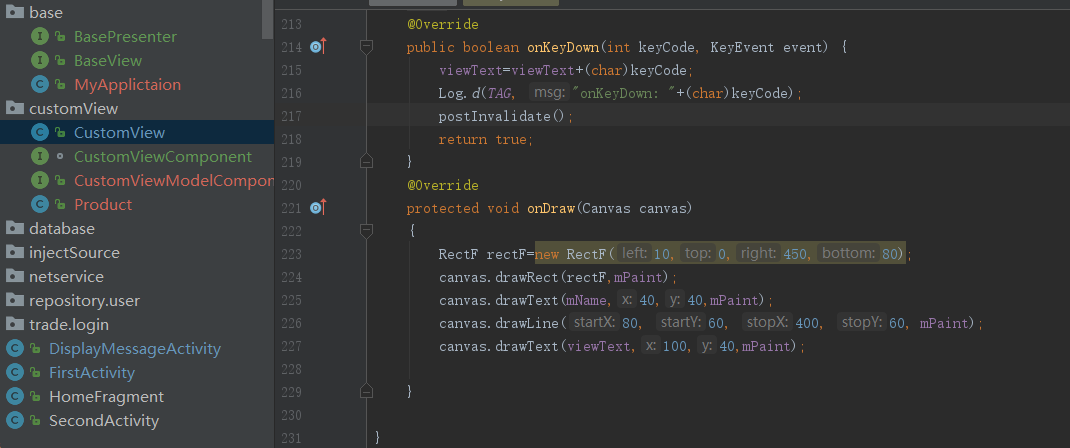 base
BasePresenter
BaseView
MyApplictaion
customView
CustomView
CustomViewComponent
CustomViewModelCompon
Product
database
injectSource
netservice
repository.user
trade.login
DisplayMessageActivity
FirstActivity
HomeFragment
SecondActivity
213 @Override
214 public boolean onKeyDown(int keyCode, KeyEvent event) {
215 viewText=viewText+(char)keyCode;
216 Log.d(TAG, msg: "onKeyDown: "+(char)keyCode);
217 postInvalidate();
218 return true;
219 }
220 @Override
221 protected void onDraw(Canvas canvas)
222 {
223 RectF rectF=new RectF( left: 10, top: 0, right: 450, bottom: 80);
224 canvas.drawRect(rectF,mPaint);
225 canvas.drawText(mName, x: 40, y: 40,mPaint);
226 canvas.drawLine( startX: 80, startY: 60, stopX: 400, stopY: 60, mPaint);
227 canvas.drawText(viewText, x: 100, y: 40,mPaint);
228
229 }
230
231 }